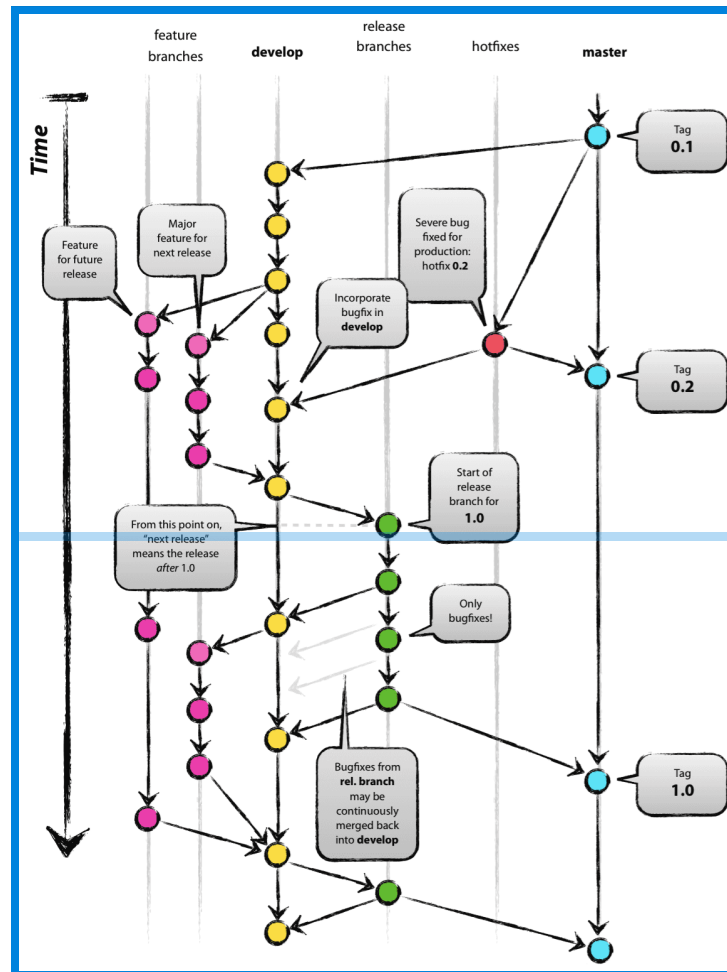 feature
branches
develop
release
branches
hotfixes
master
Time
Tag
0.1
Major
feature for
next release
Severe bug
fixed for
production:
hotfix 0.2
Feature
for future
release
Incorporate
bugfix in
develop
Tag
0.2
Start of
release
branch for
1.0
From this point on,
“next release”
means the release
after 1.0
Only
bugfixes!
Bugfixes from
rel. branch
may be
continuously
merged back
into develop
Tag
1.0